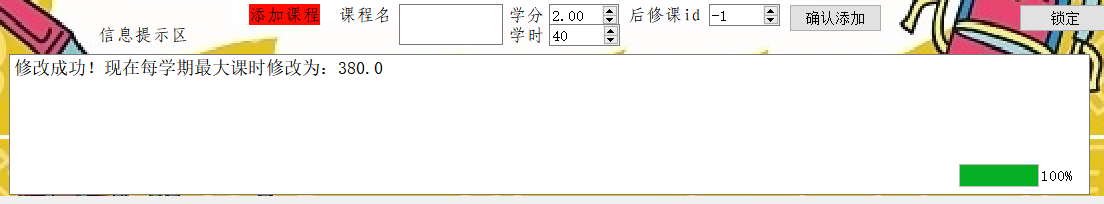 添加课程 课程名 学分 2.00 后修课id -1 确认添加 锁定
信息提示区 学时 40
修改成功！现在每学期最大课时修改为：380.0
100%